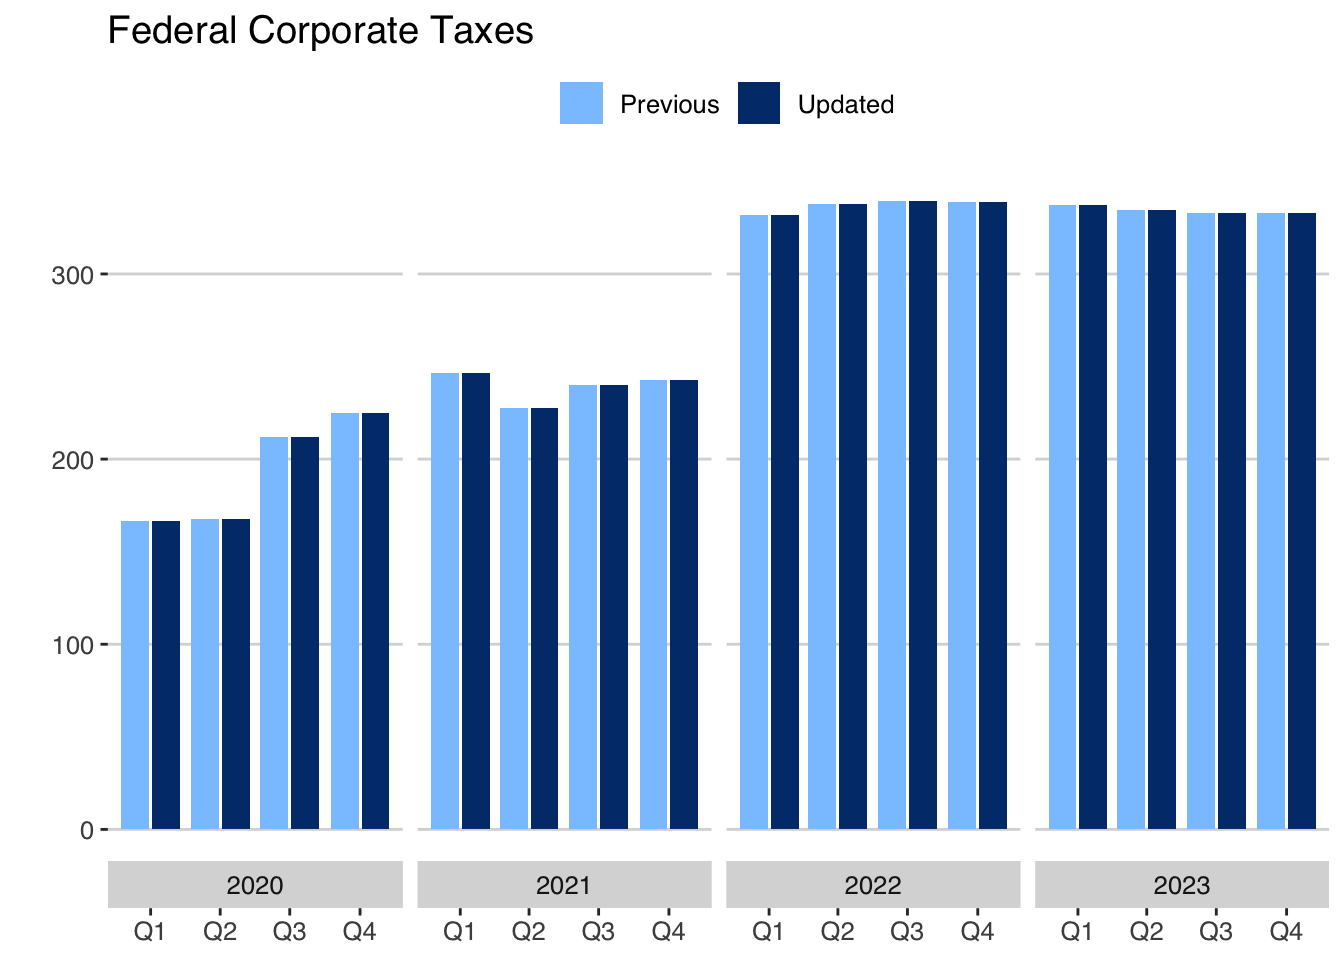 Federal Corporate Taxes
Previous Updated
300
200
100
0
2020 2021 2022 2023
Q1 Q2 Q3 Q4 Q1 Q2 Q3 Q4 Q1 Q2 Q3 Q4 Q1 Q2 Q3 Q4